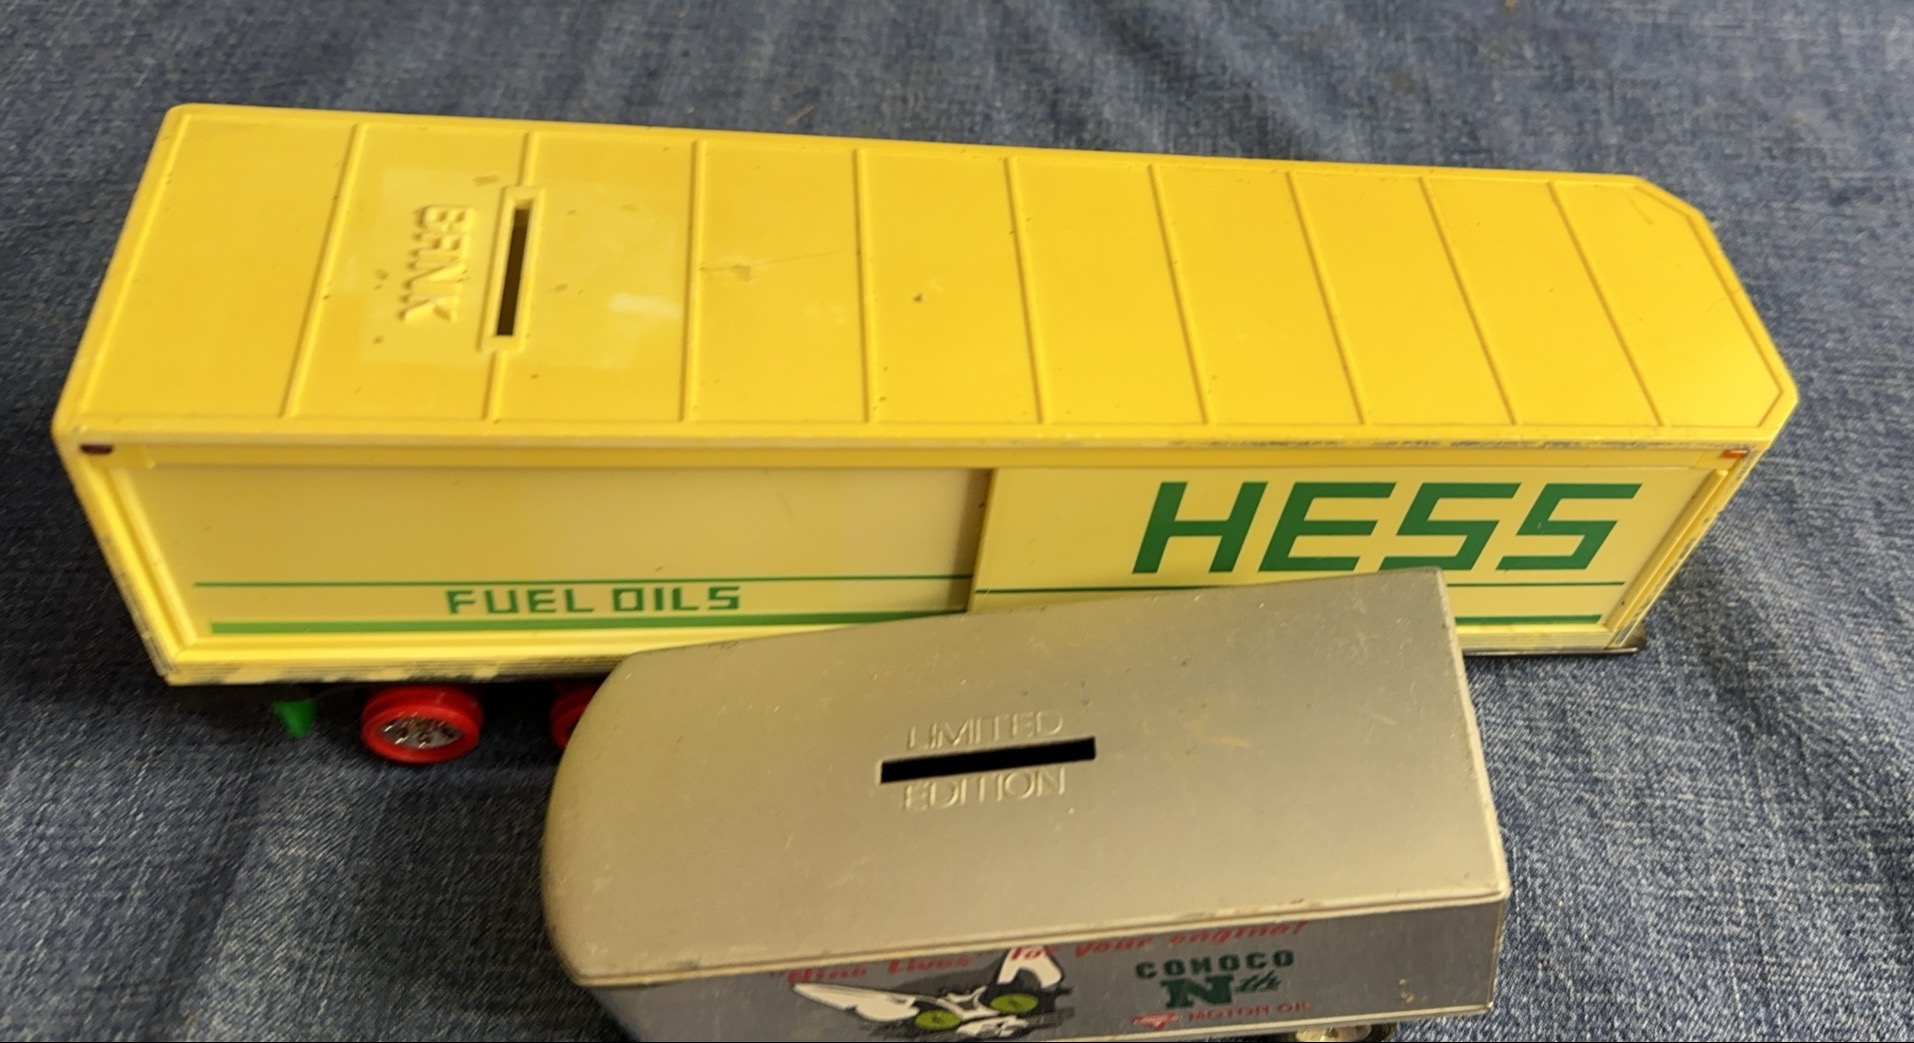 BANK
HESS
FUEL OILS
LIMITED
EDITION
"Nine Lives" for your engine!
CONOCO
Nth
MOTOR OIL